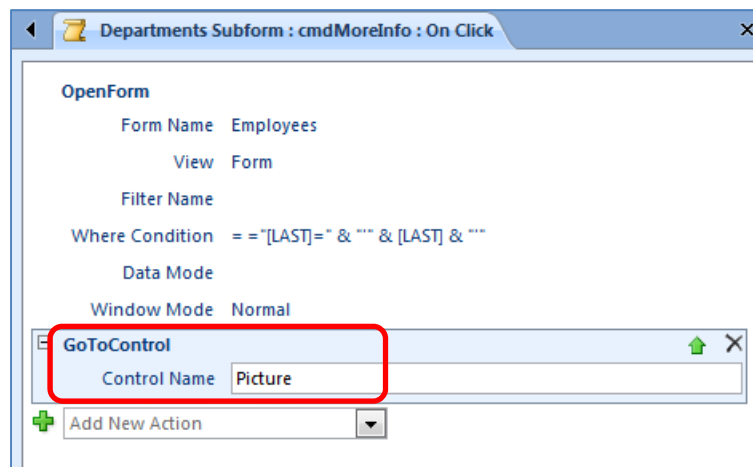 Departments Subform : cmdMoreInfo : On Click
OpenForm
Form Name Employees
View Form
Filter Name
Where Condition = ="[LAST]=" & "'" & [LAST] & "'"
Data Mode
Window Mode Normal
GoToControl
Control Name Picture
Add New Action